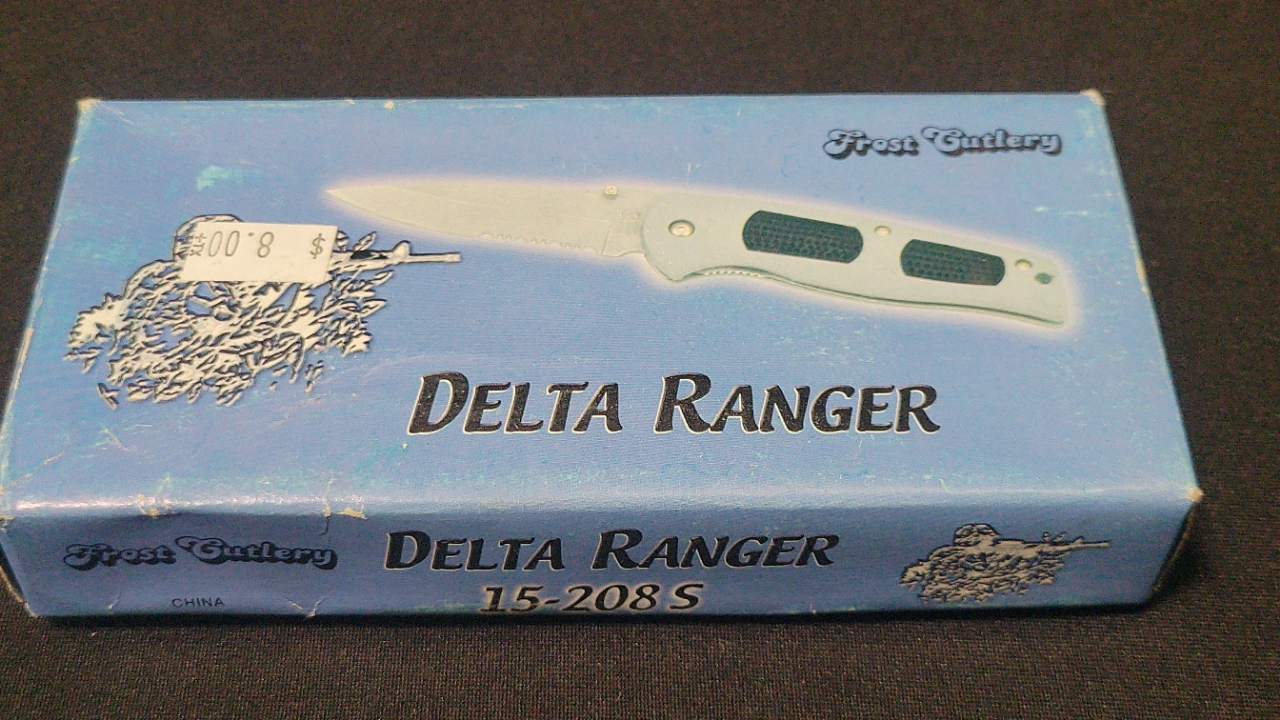 Frost Cutlery
$ 8.00
DELTA RANGER
Frost Cutlery
DELTA RANGER
15-208 S
CHINA